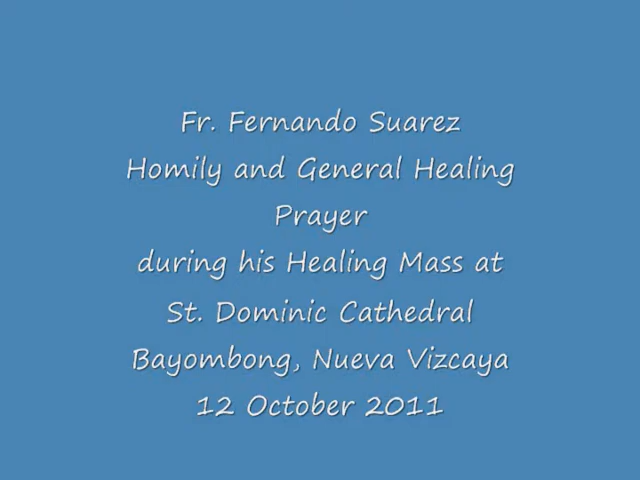 Fr. Fernando Suarez
Homily and General Healing
Prayer
during his Healing Mass at
St. Dominic Cathedral
Bayombong, Nueva Vizcaya
12 October 2011